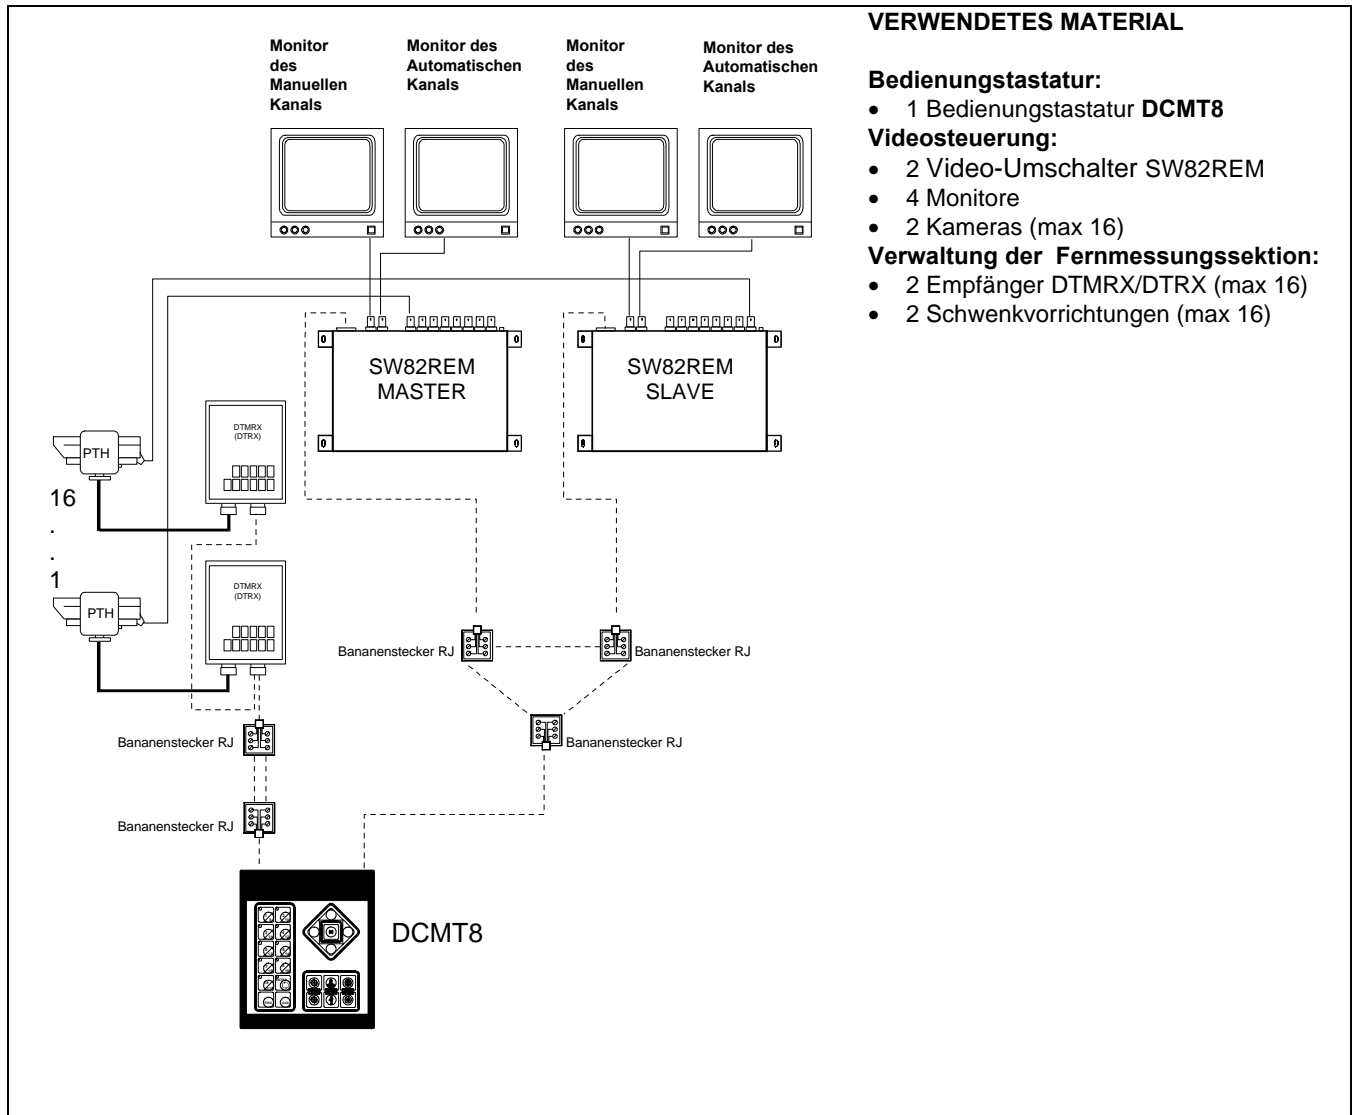 VERWENDETES MATERIAL
Bedienungstastatur:
• 1 Bedienungstastatur DCMT8
Videosteuerung:
• 2 Video-Umschalter SW82REM
• 4 Monitore
• 2 Kameras (max 16)
Verwaltung der Fernmessungssektion:
• 2 Empfänger DTMRX/DTRX (max 16)
• 2 Schwenkvorrichtungen (max 16)
Monitor
des
Manuellen
Kanals
Monitor des
Automatischen
Kanals
Monitor
des
Manuellen
Kanals
Monitor des
Automatischen
Kanals
SW82REM
MASTER
SW82REM
SLAVE
DTMRX
(DTRX)
PTH
16
.
.
1
DTMRX
(DTRX)
PTH
Bananenstecker RJ
Bananenstecker RJ
Bananenstecker RJ
Bananenstecker RJ
Bananenstecker RJ
DCMT8